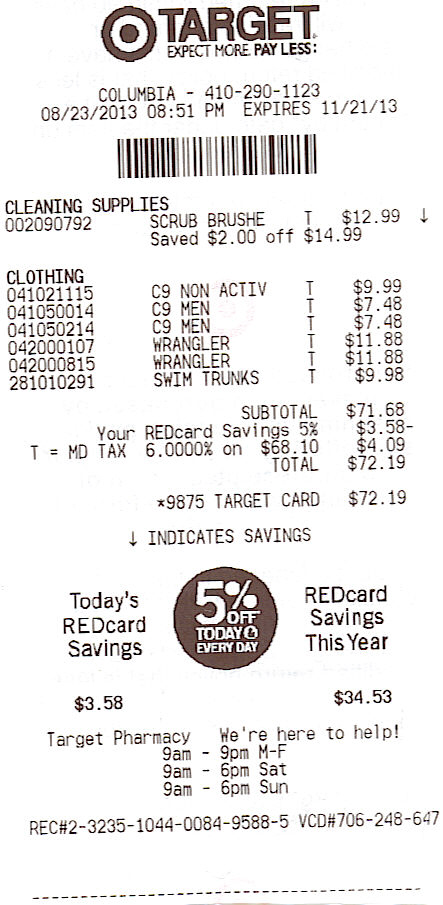 TARGET
EXPECT MORE. PAY LESS:
COLUMBIA - 410-290-1123
08/23/2013 08:51 PM EXPIRES 11/21/13
CLEANING SUPPLIES
002090792 SCRUB BRUSHE T $12.99 ↓
Saved $2.00 off $14.99
CLOTHING
041021115 C9 NON ACTIV T $9.99
041050014 C9 MEN T $7.48
041050214 C9 MEN T $7.48
042000107 WRANGLER T $11.88
042000815 WRANGLER T $11.88
281010291 SWIM TRUNKS T $9.98
SUBTOTAL $71.68
Your REDcard Savings 5% $3.58-
T = MD TAX 6.0000% on $68.10 $4.09
TOTAL $72.19
*9875 TARGET CARD $72.19
↓ INDICATES SAVINGS
Today's
REDcard
Savings
$3.58
5%
OFF
TODAY &
EVERY DAY
REDcard
Savings
This Year
$34.53
Target Pharmacy We're here to help!
9am - 9pm M-F
9am - 6pm Sat
9am - 6pm Sun
REC#2-3235-1044-0084-9588-5 VCD#706-248-647